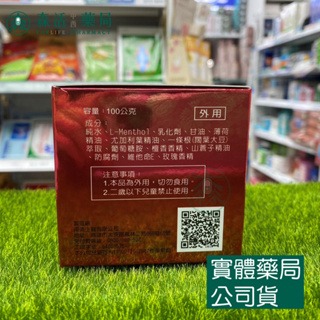 容量:100公克
外用
成分:
純水、L-Menthol、乳化劑、甘油、薄荷
精油、尤加利葉精油、一條根(闊葉大豆)
萃取、葡萄糖胺、檀香香精、山蒼子精油
、防腐劑、維他命E、玫瑰香精
注意事項:
1.本品為外用,切勿食用。
2.二歲以下兒童禁止使用。
實體藥局
公司貨